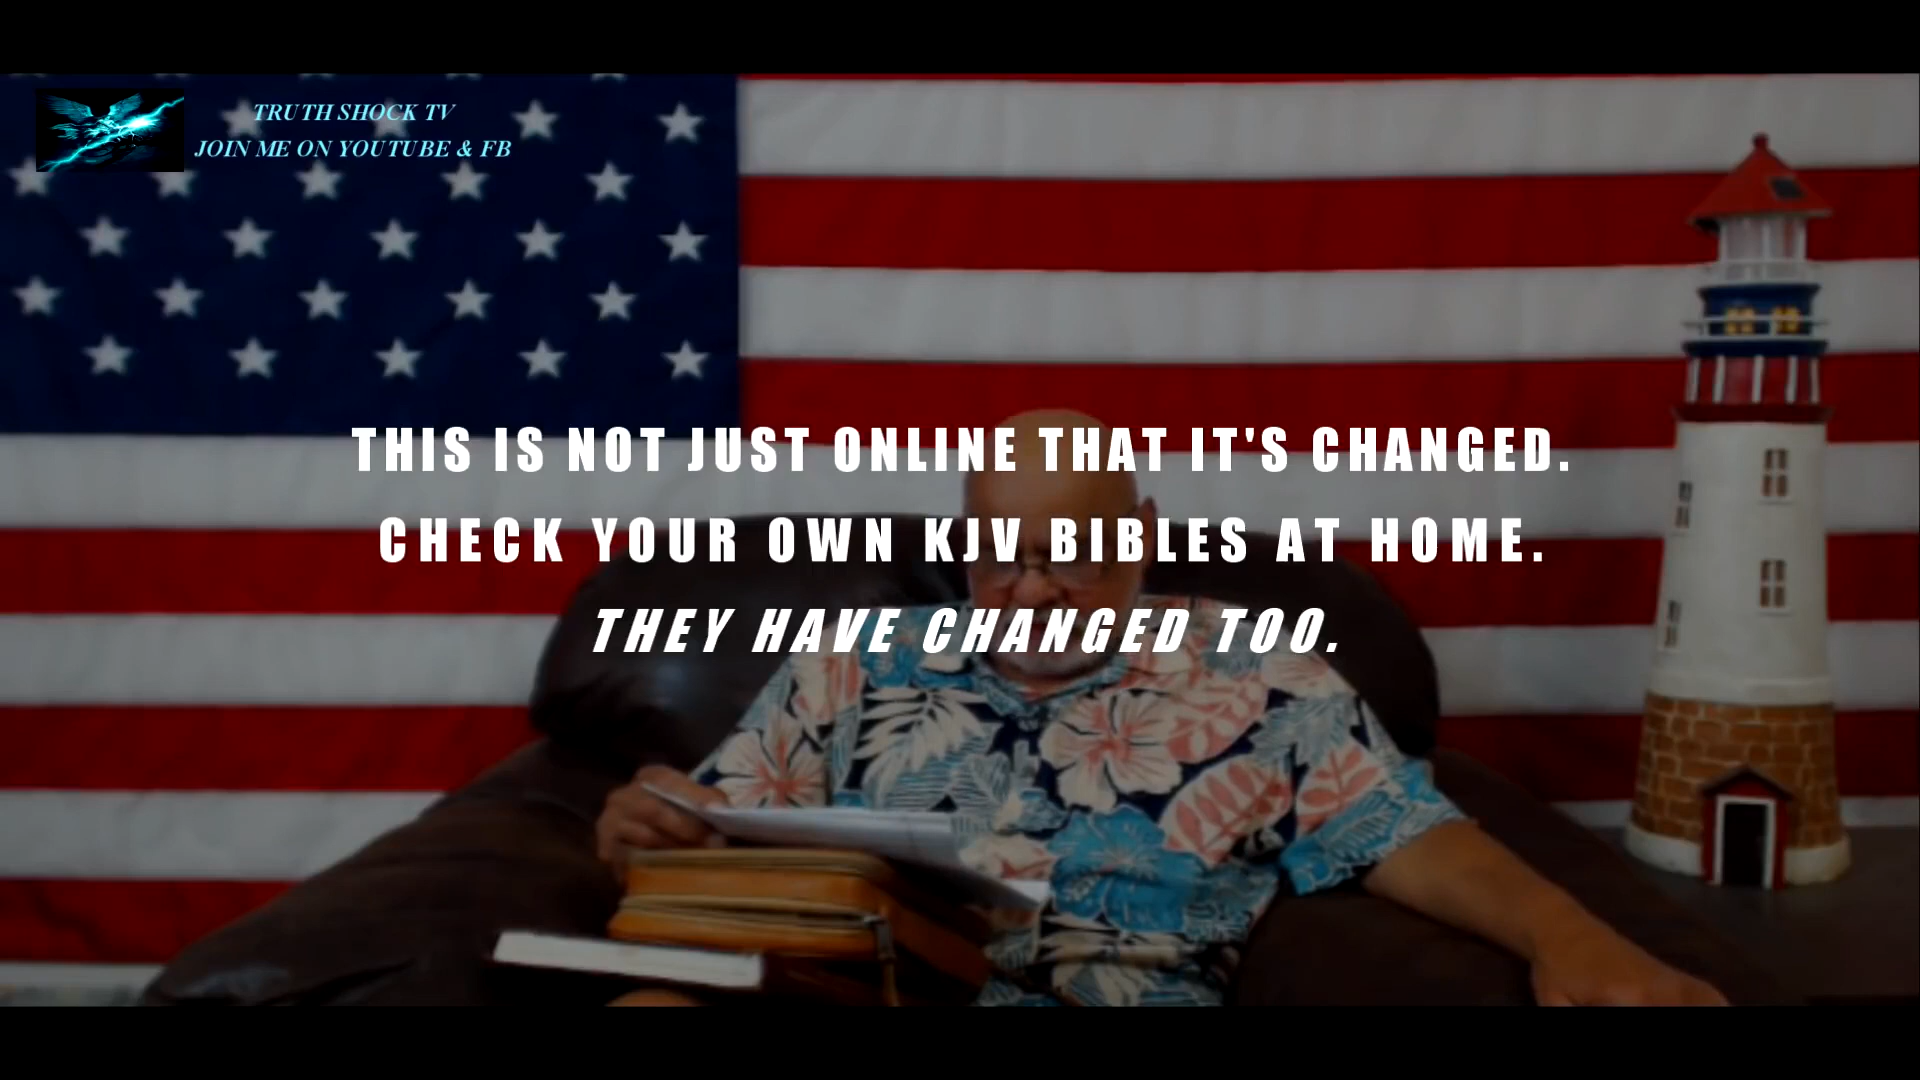 TRUTH SHOCK TV
JOIN ME ON YOUTUBE & FB
THIS IS NOT JUST ONLINE THAT IT'S CHANGED.
CHECK YOUR OWN KJV BIBLES AT HOME.
THEY HAVE CHANGED TOO.